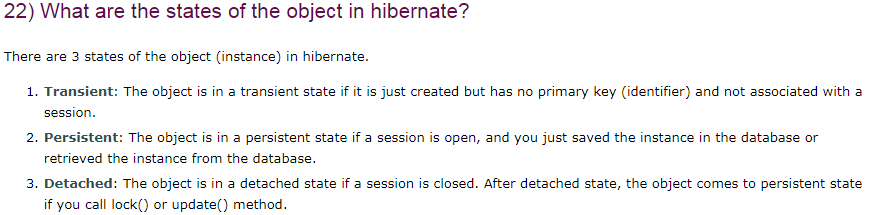 22) What are the states of the object in hibernate?
There are 3 states of the object (instance) in hibernate.
1. Transient: The object is in a transient state if it is just created but has no primary key (identifier) and not associated with a
session.
2. Persistent: The object is in a persistent state if a session is open, and you just saved the instance in the database or
retrieved the instance from the database.
3. Detached: The object is in a detached state if a session is closed. After detached state, the object comes to persistent state
if you call lock() or update() method.